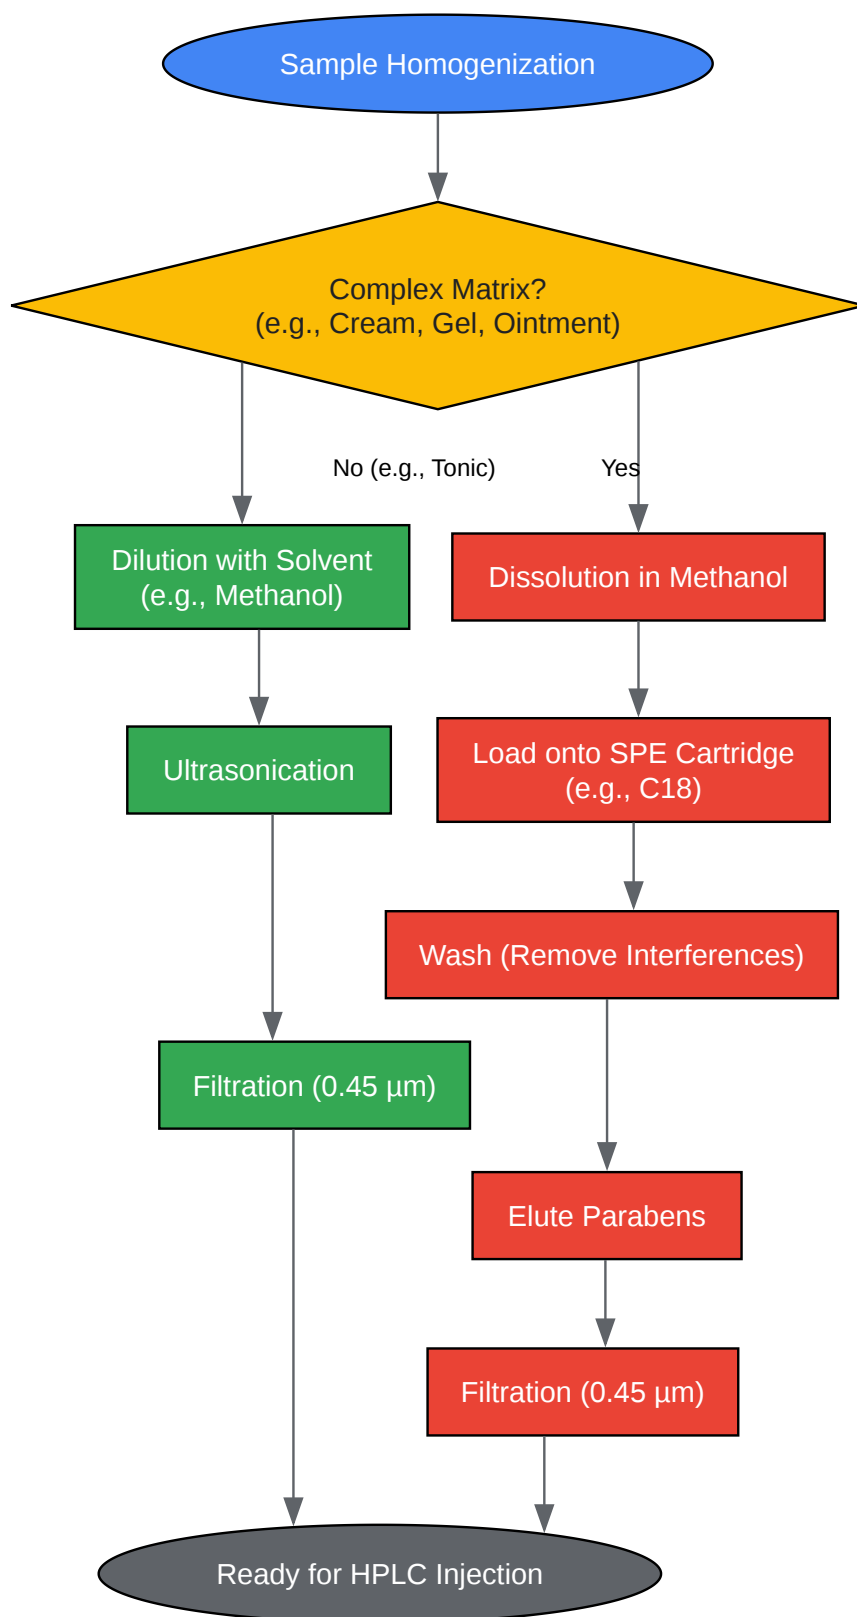 Sample Homogenization
Complex Matrix?
(e.g., Cream, Gel, Ointment)
No (e.g., Tonic)
Yes
Dilution with Solvent
(e.g., Methanol)
Dissolution in Methanol
Ultrasonication
Load onto SPE Cartridge
(e.g., C18)
Wash (Remove Interferences)
Filtration (0.45 µm)
Elute Parabens
Filtration (0.45 µm)
Ready for HPLC Injection